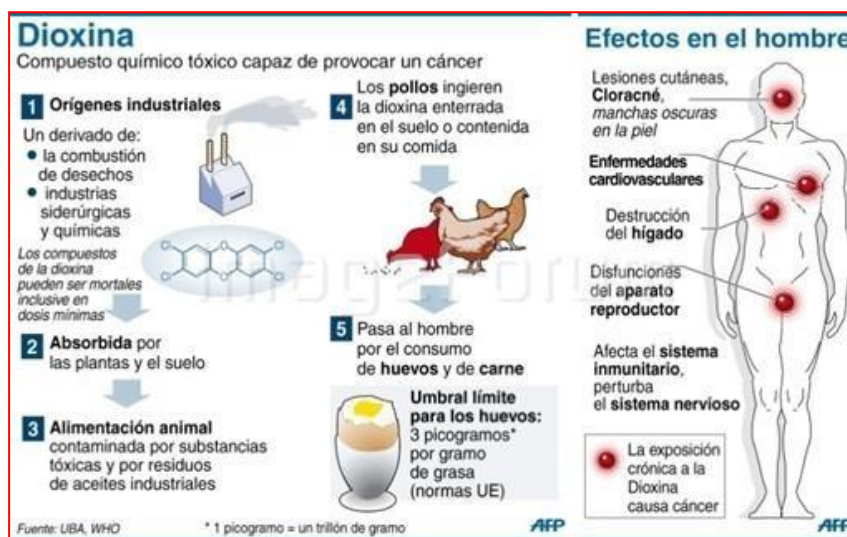 Dioxina
Compuesto químico tóxico capaz de provocar un cáncer
1 Orígenes industriales
Un derivado de:
• la combustión
de desechos
• industrias
siderúrgicas
y químicas
Los compuestos
de la dioxina
pueden ser mortales
inclusive en
dosis mínimas
Cl
O
Cl
Cl
O
Cl
2 Absorbida por
las plantas y el suelo
3 Alimentación animal
contaminada por substancias
tóxicas y por residuos
de aceites industriales
4 Los pollos ingieren
la dioxina enterrada
en el suelo o contenida
en su comida
5 Pasa al hombre
por el consumo
de huevos y de carne
Umbral límite
para los huevos:
3 picogramos*
por gramo
de grasa
(normas UE)
Fuente: UBA, WHO
* 1 picogramo = un trillón de gramo
AFP
Efectos en el hombre
Lesiones cutáneas,
Cloracné,
manchas oscuras
en la piel
Enfermedades
cardiovasculares
Destrucción
del hígado
Disfunciones
del aparato
reproductor
Afecta el sistema
inmunitario,
perturba
el sistema nervioso
La exposición
crónica a la
Dioxina
causa cáncer
AFP